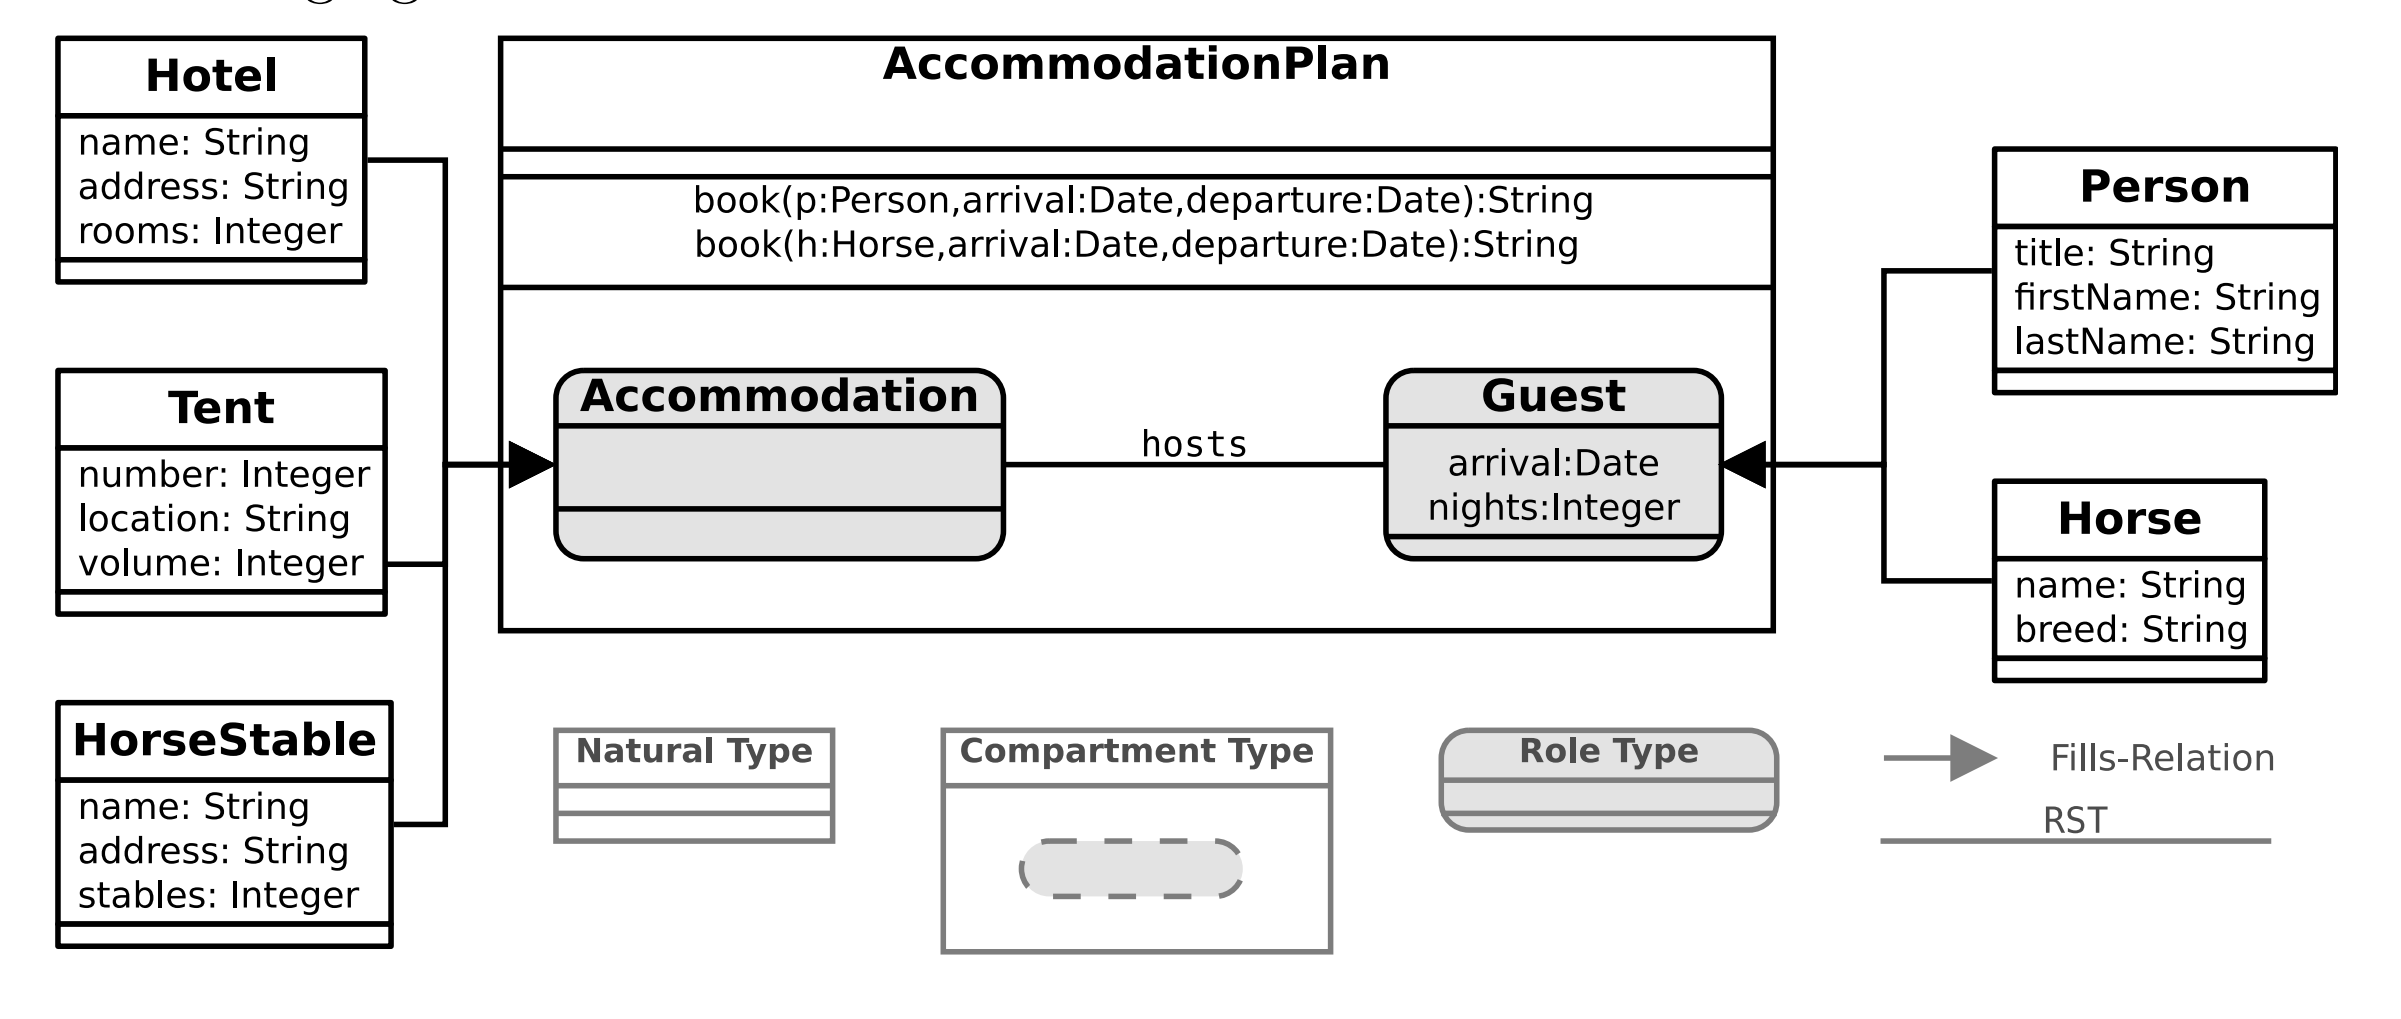 Hotel
name: String
address: String
rooms: Integer
Tent
number: Integer
location: String
volume: Integer
HorseStable
name: String
address: String
stables: Integer
AccommodationPlan
book(p:Person,arrival:Date,departure:Date):String
book(h:Horse,arrival:Date,departure:Date):String
Accommodation
hosts
Guest
arrival:Date
nights:Integer
Person
title: String
firstName: String
lastName: String
Horse
name: String
breed: String
Natural Type
Compartment Type
Role Type
Fills-Relation
RST